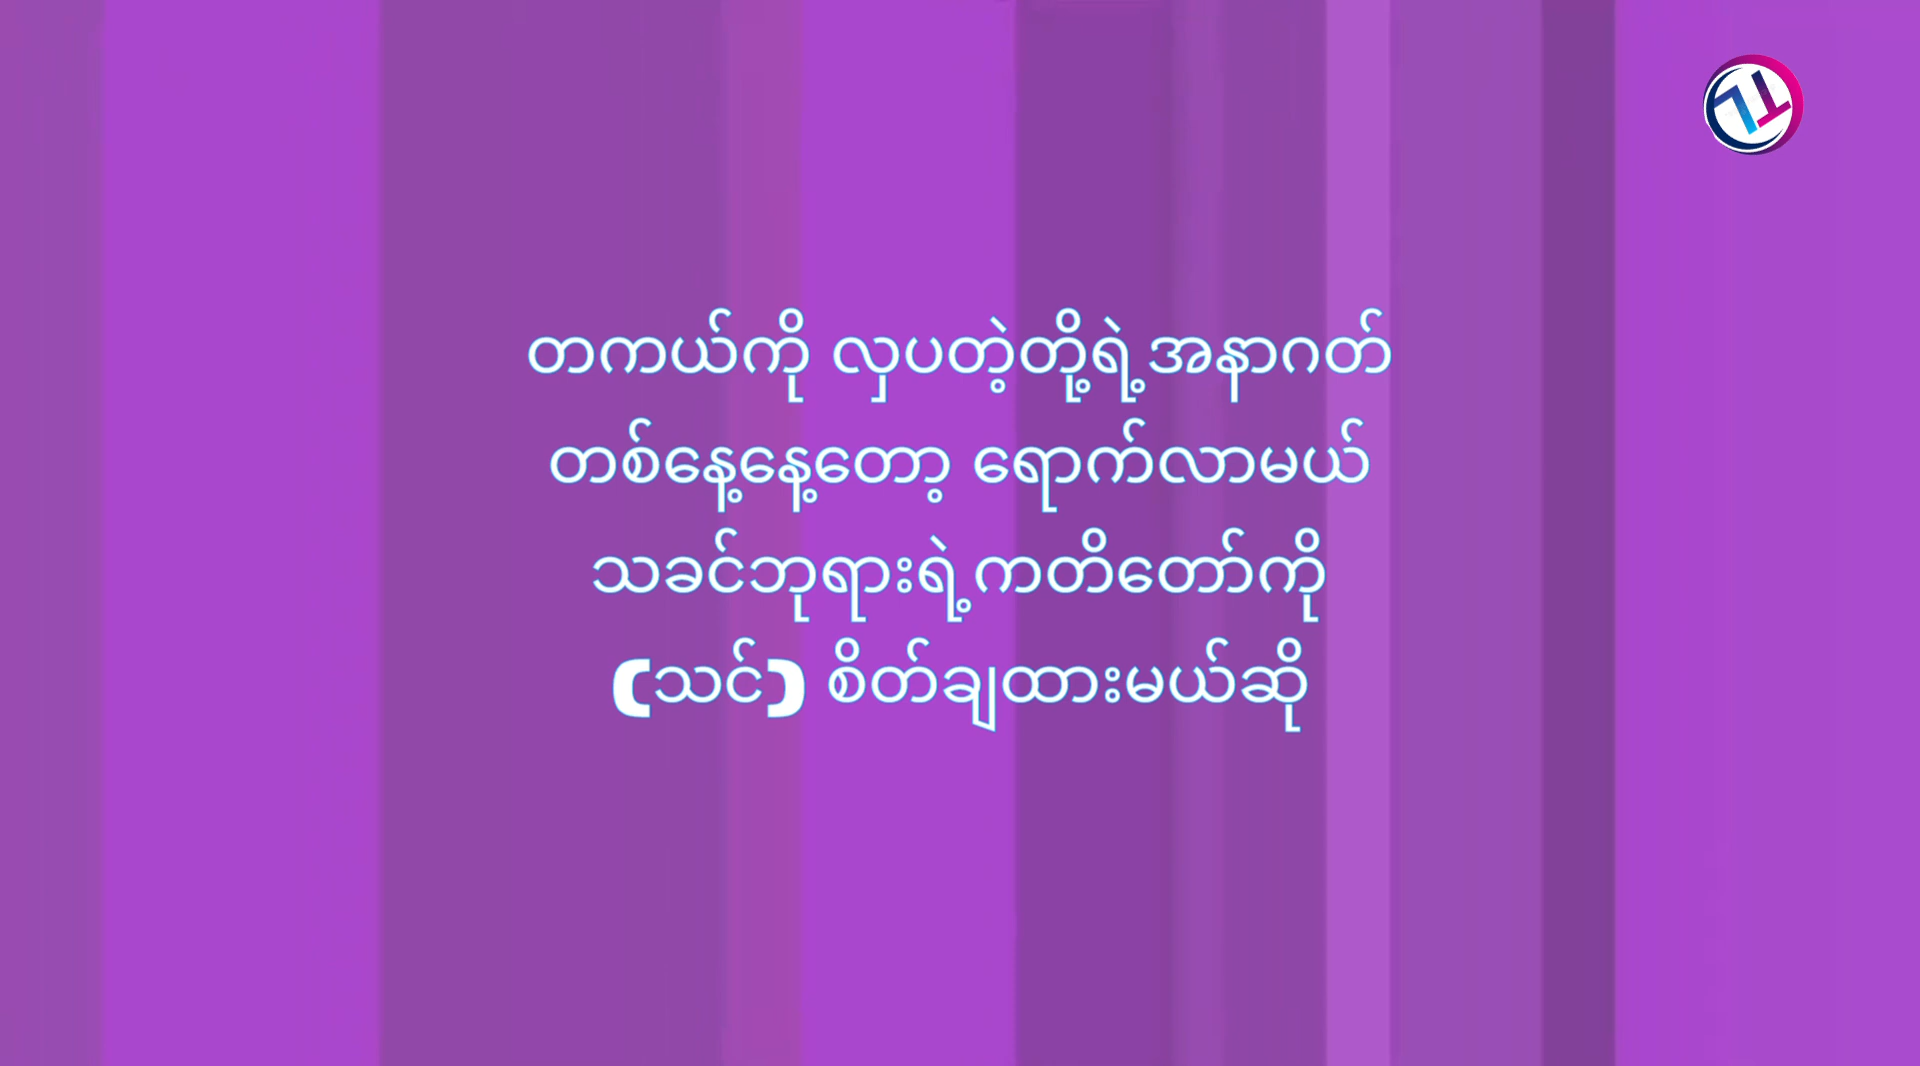 တကယ်ကို လှပတဲ့တို့ရဲ့အနာဂတ်
တစ်နေ့နေ့တော့ ရောက်လာမယ်
သခင်ဘုရားရဲ့ကတိတော်ကို
(သင်) စိတ်ချထားမယ်ဆို